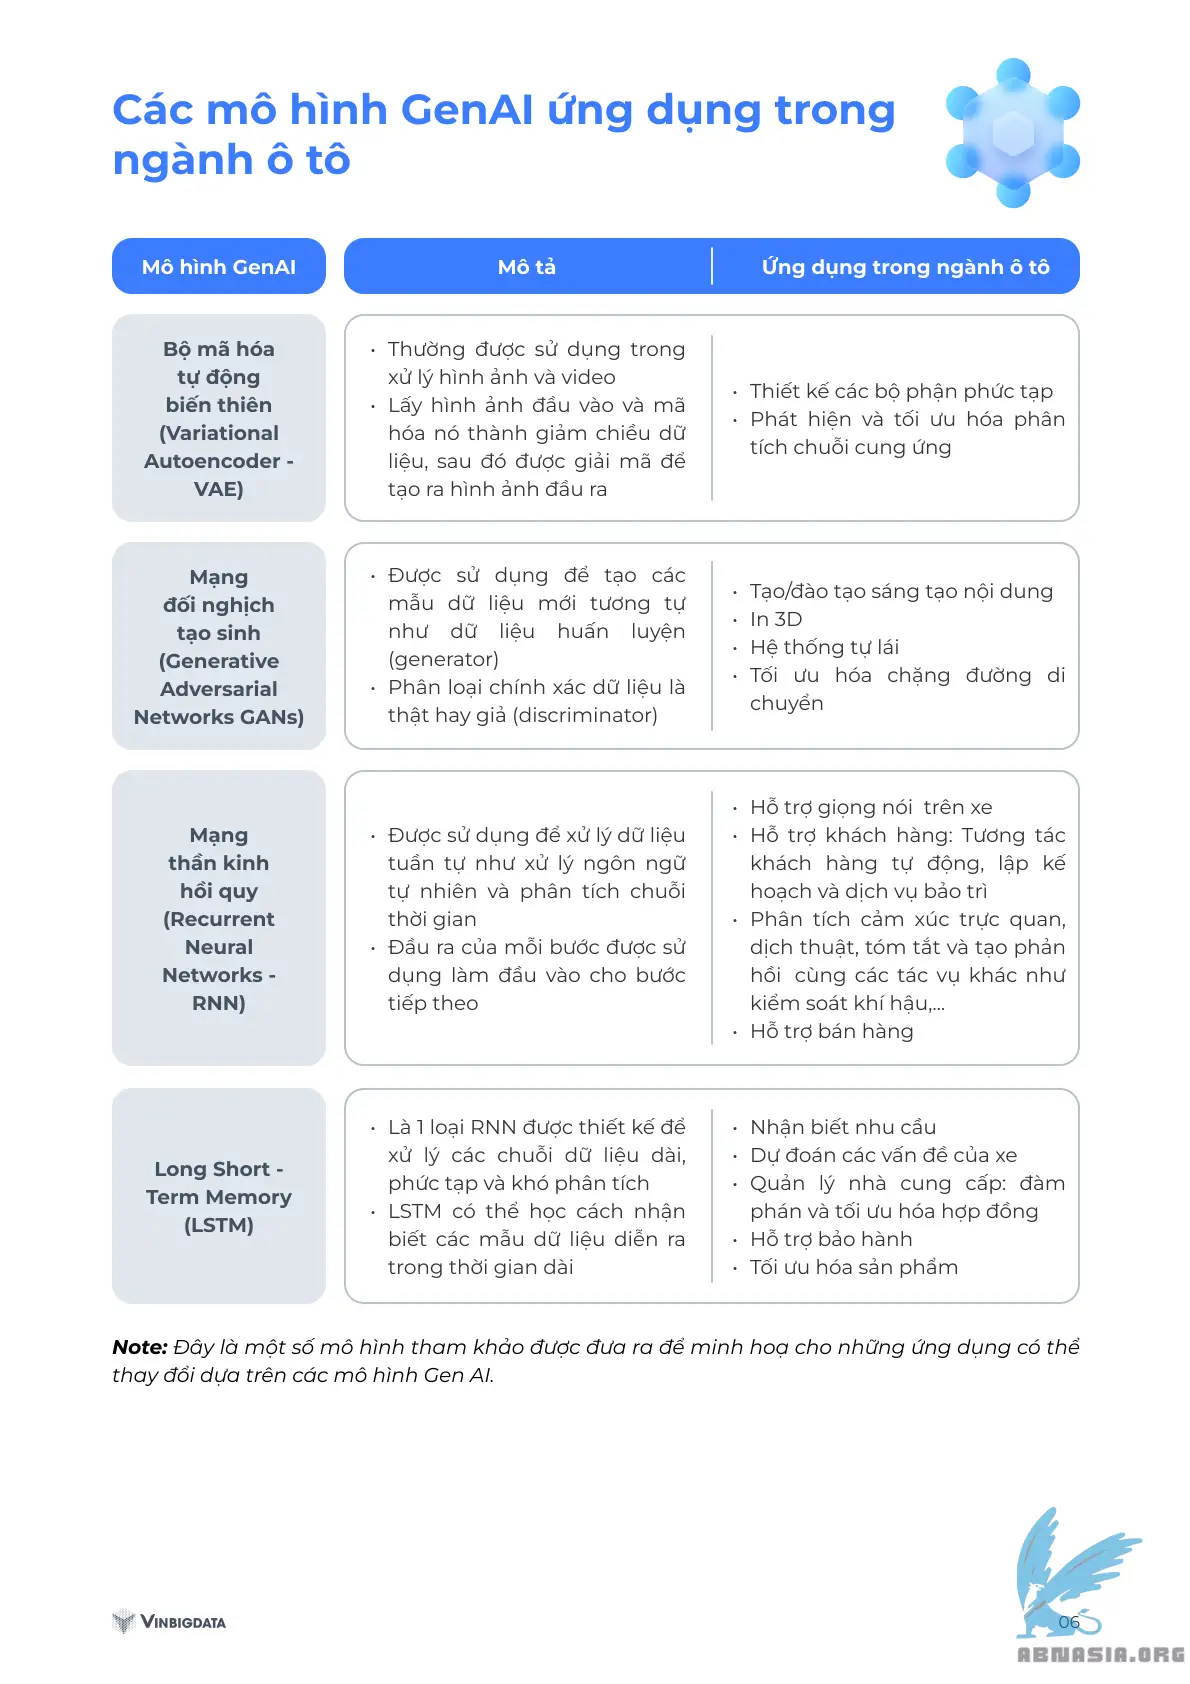 Các mô hình GenAI ứng dụng trong
ngành ô tô
Mô hình GenAI
Mô tả
Ứng dụng trong ngành ô tô
Bộ mã hóa
tự động
biến thiên
(Variational
Autoencoder -
VAE)
• Thường được sử dụng trong
xử lý hình ảnh và video
• Lấy hình ảnh đầu vào và mã
hóa nó thành giảm chiều dữ
liệu, sau đó được giải mã để
tạo ra hình ảnh đầu ra
• Thiết kế các bộ phận phức tạp
• Phát hiện và tối ưu hóa phân
tích chuỗi cung ứng
Mạng
đối nghịch
tạo sinh
(Generative
Adversarial
Networks GANs)
• Được sử dụng để tạo các
mẫu dữ liệu mới tương tự
như dữ liệu huấn luyện
(generator)
• Phân loại chính xác dữ liệu là
thật hay giả (discriminator)
• Tạo/đào tạo sáng tạo nội dung
• In 3D
• Hệ thống tự lái
• Tối ưu hóa chặng đường di
chuyển
Mạng
thần kinh
hồi quy
(Recurrent
Neural
Networks -
RNN)
• Được sử dụng để xử lý dữ liệu
tuần tự như xử lý ngôn ngữ
tự nhiên và phân tích chuỗi
thời gian
• Đầu ra của mỗi bước được sử
dụng làm đầu vào cho bước
tiếp theo
• Hỗ trợ giọng nói trên xe
• Hỗ trợ khách hàng: Tương tác
khách hàng tự động, lập kế
hoạch và dịch vụ bảo trì
• Phân tích cảm xúc trực quan,
dịch thuật, tóm tắt và tạo phản
hồi cùng các tác vụ khác như
kiểm soát khí hậu,...
• Hỗ trợ bán hàng
Long Short -
Term Memory
(LSTM)
• Là 1 loại RNN được thiết kế để
xử lý các chuỗi dữ liệu dài,
phức tạp và khó phân tích
• LSTM có thể học cách nhận
biết các mẫu dữ liệu diễn ra
trong thời gian dài
• Nhận biết nhu cầu
• Dự đoán các vấn đề của xe
• Quản lý nhà cung cấp: đàm
phán và tối ưu hóa hợp đồng
• Hỗ trợ bảo hành
• Tối ưu hóa sản phẩm
Note: Đây là một số mô hình tham khảo được đưa ra để minh hoạ cho những ứng dụng có thể
thay đổi dựa trên các mô hình Gen AI.
VINBIGDATA
06
ABNASIA.ORG